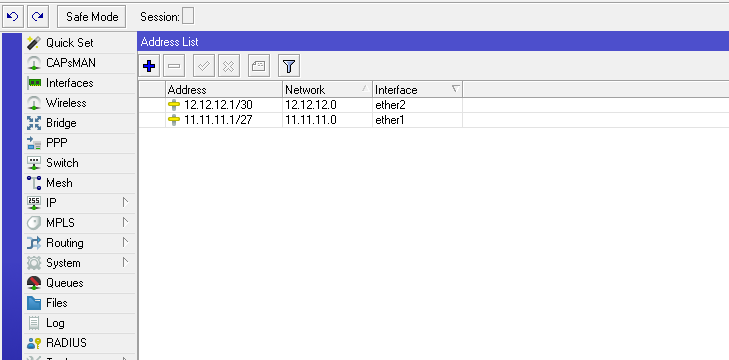 Safe Mode Session:
Quick Set
CAPsMAN
Interfaces
Wireless
Bridge
PPP
Switch
Mesh
255
IP
MPLS
Routing
System
Queues
Files
Log
RADIUS
Address List
Address Network Interface
12.12.12.1/30 12.12.12.0 ether2
11.11.11.1/27 11.11.11.0 ether1